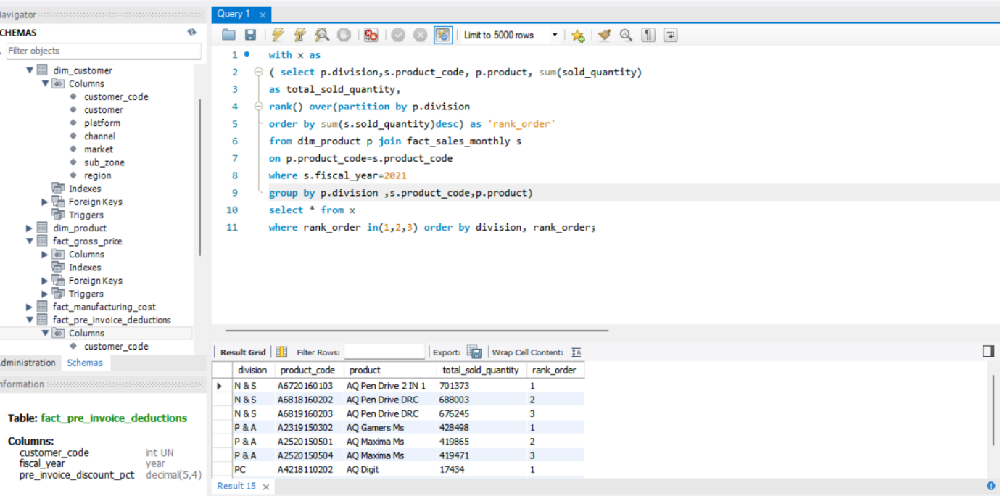 Navigator
SCHEMAS
Filter objects
dim_customer
Columns
customer_code
customer
platform
channel
market
sub_zone
region
Indexes
Foreign Keys
Triggers
dim_product
fact_gross_price
Columns
Indexes
Foreign Keys
Triggers
fact_manufacturing_cost
fact_pre_invoice_deductions
Columns
customer_code
dministration Schemas
nformation
Table: fact_pre_invoice_deductions
Columns:
customer_code int UN
fiscal_year year
pre_invoice_discount_pct decimal(5,4)
Query 1
Limit to 5000 rows
1 with x as
2 ( select p.division,s.product_code, p.product, sum(sold_quantity)
3 as total_sold_quantity,
4 rank() over(partition by p.division
5 order by sum(s.sold_quantity)desc) as 'rank_order'
6 from dim_product p join fact_sales_monthly s
7 on p.product_code=s.product_code
8 where s.fiscal_year=2021
9 group by p.division ,s.product_code,p.product)
10 select * from x
11 where rank_order in(1,2,3) order by division, rank_order;
Result Grid Filter Rows: Export: Wrap Cell Content:
division product_code product total_sold_quantity rank_order
N & S A6720160103 AQ Pen Drive 2 IN 1 701373 1
N & S A6818160202 AQ Pen Drive DRC 688003 2
N & S A6819160203 AQ Pen Drive DRC 676245 3
P & A A2319150302 AQ Gamers Ms 428498 1
P & A A2520150501 AQ Maxima Ms 419865 2
P & A A2520150504 AQ Maxima Ms 419471 3
PC A4218110202 AQ Digit 17434 1
Result 15